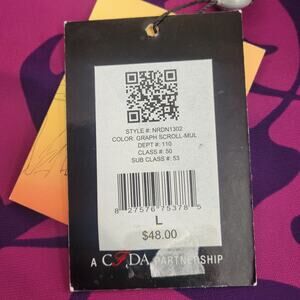 STYLE #: NRDN1302
COLOR: GRAPH SCROLL-MUL
DEPT #: 110
CLASS #: 50
SUB CLASS #: 53
8 27576 75378 5
L
$48.00
A CFDA PARTNERSHIP